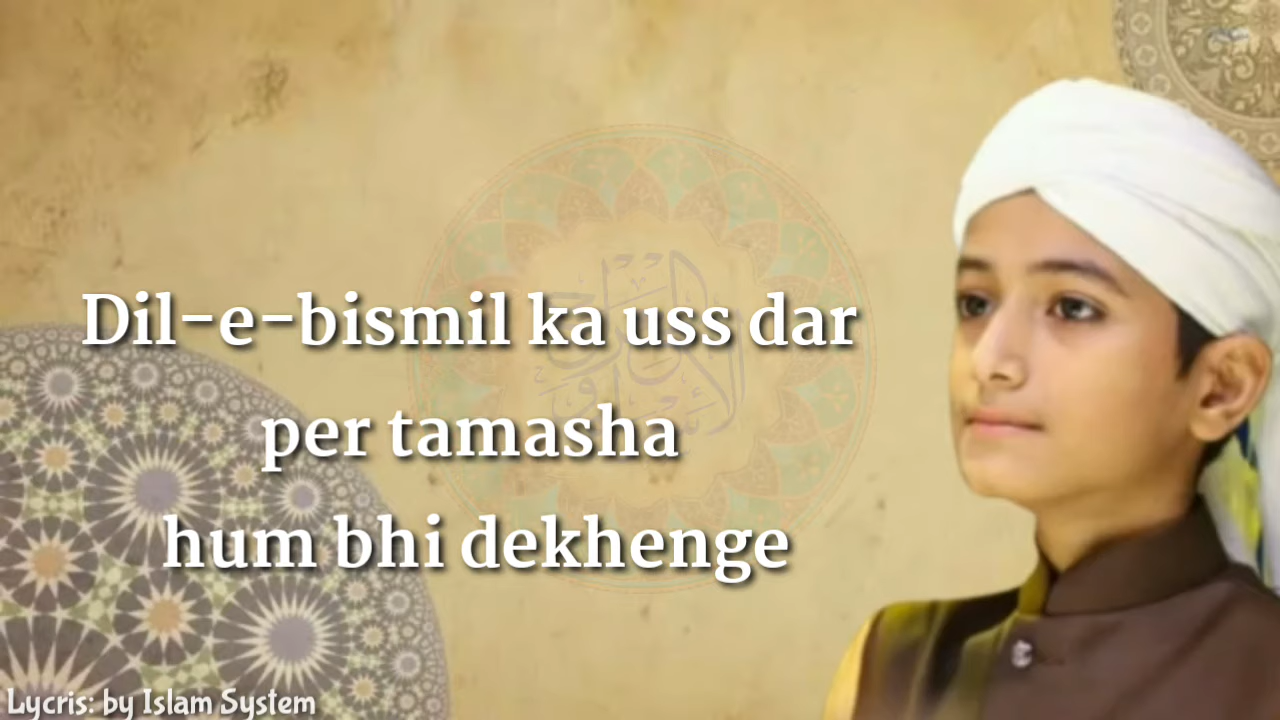 Dil-e-bismil ka uss dar
per tamasha
hum bhi dekhenge
Lycris: by Islam System